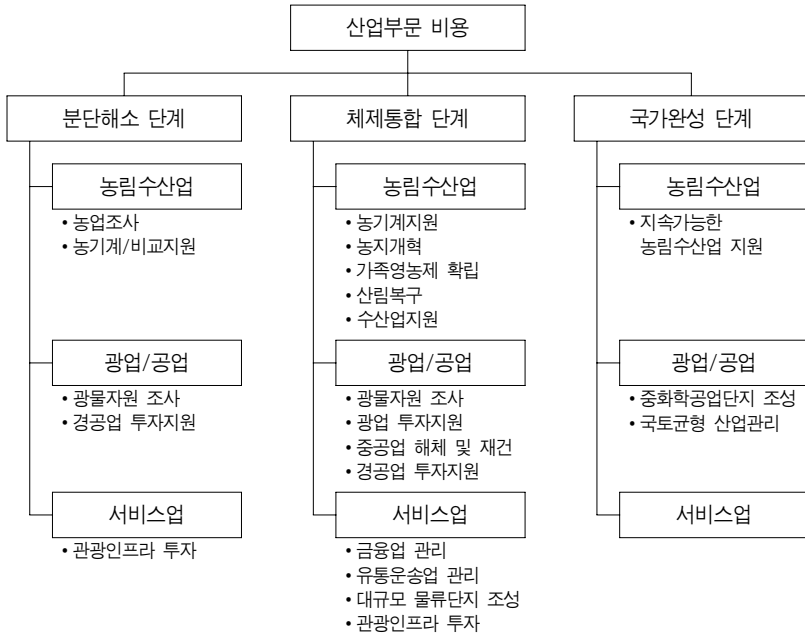 산업부문 비용
분단해소 단계
농림수산업
• 농업조사
• 농기계/비교지원
광업/공업
• 광물자원 조사
• 경공업 투자지원
서비스업
• 관광인프라 투자
체제통합 단계
농림수산업
• 농기계지원
• 농지개혁
• 가족영농제 확립
• 산림복구
• 수산업지원
광업/공업
• 광물자원 조사
• 광업 투자지원
• 중공업 해체 및 재건
• 경공업 투자지원
서비스업
• 금융업 관리
• 유통운송업 관리
• 대규모 물류단지 조성
• 관광인프라 투자
국가완성 단계
농림수산업
• 지속가능한
농림수산업 지원
광업/공업
• 중화학공업단지 조성
• 국토균형 산업관리
서비스업